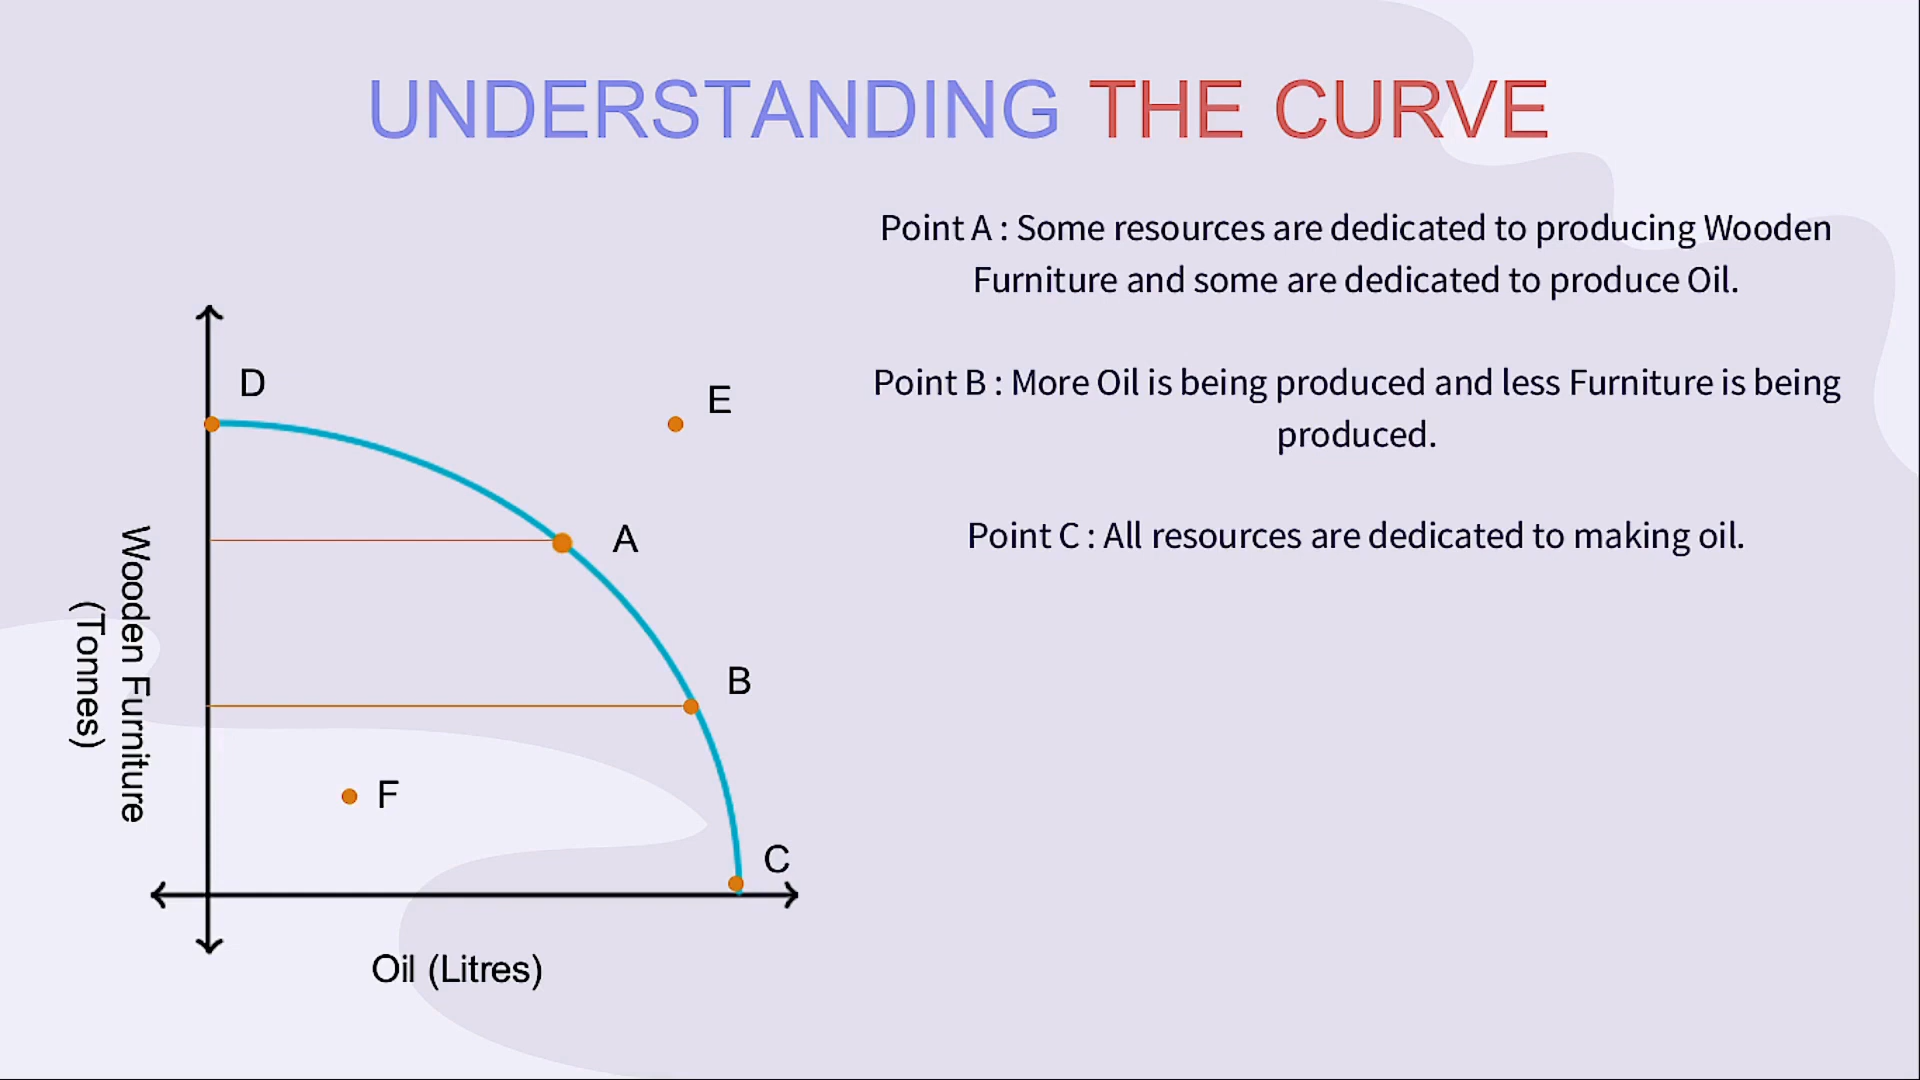 UNDERSTANDING THE CURVE
Point A : Some resources are dedicated to producing Wooden
Furniture and some are dedicated to produce Oil.
Point B : More Oil is being produced and less Furniture is being
produced.
Point C : All resources are dedicated to making oil.
D
E
A
B
F
C
Wooden Furniture
(Tonnes)
Oil (Litres)